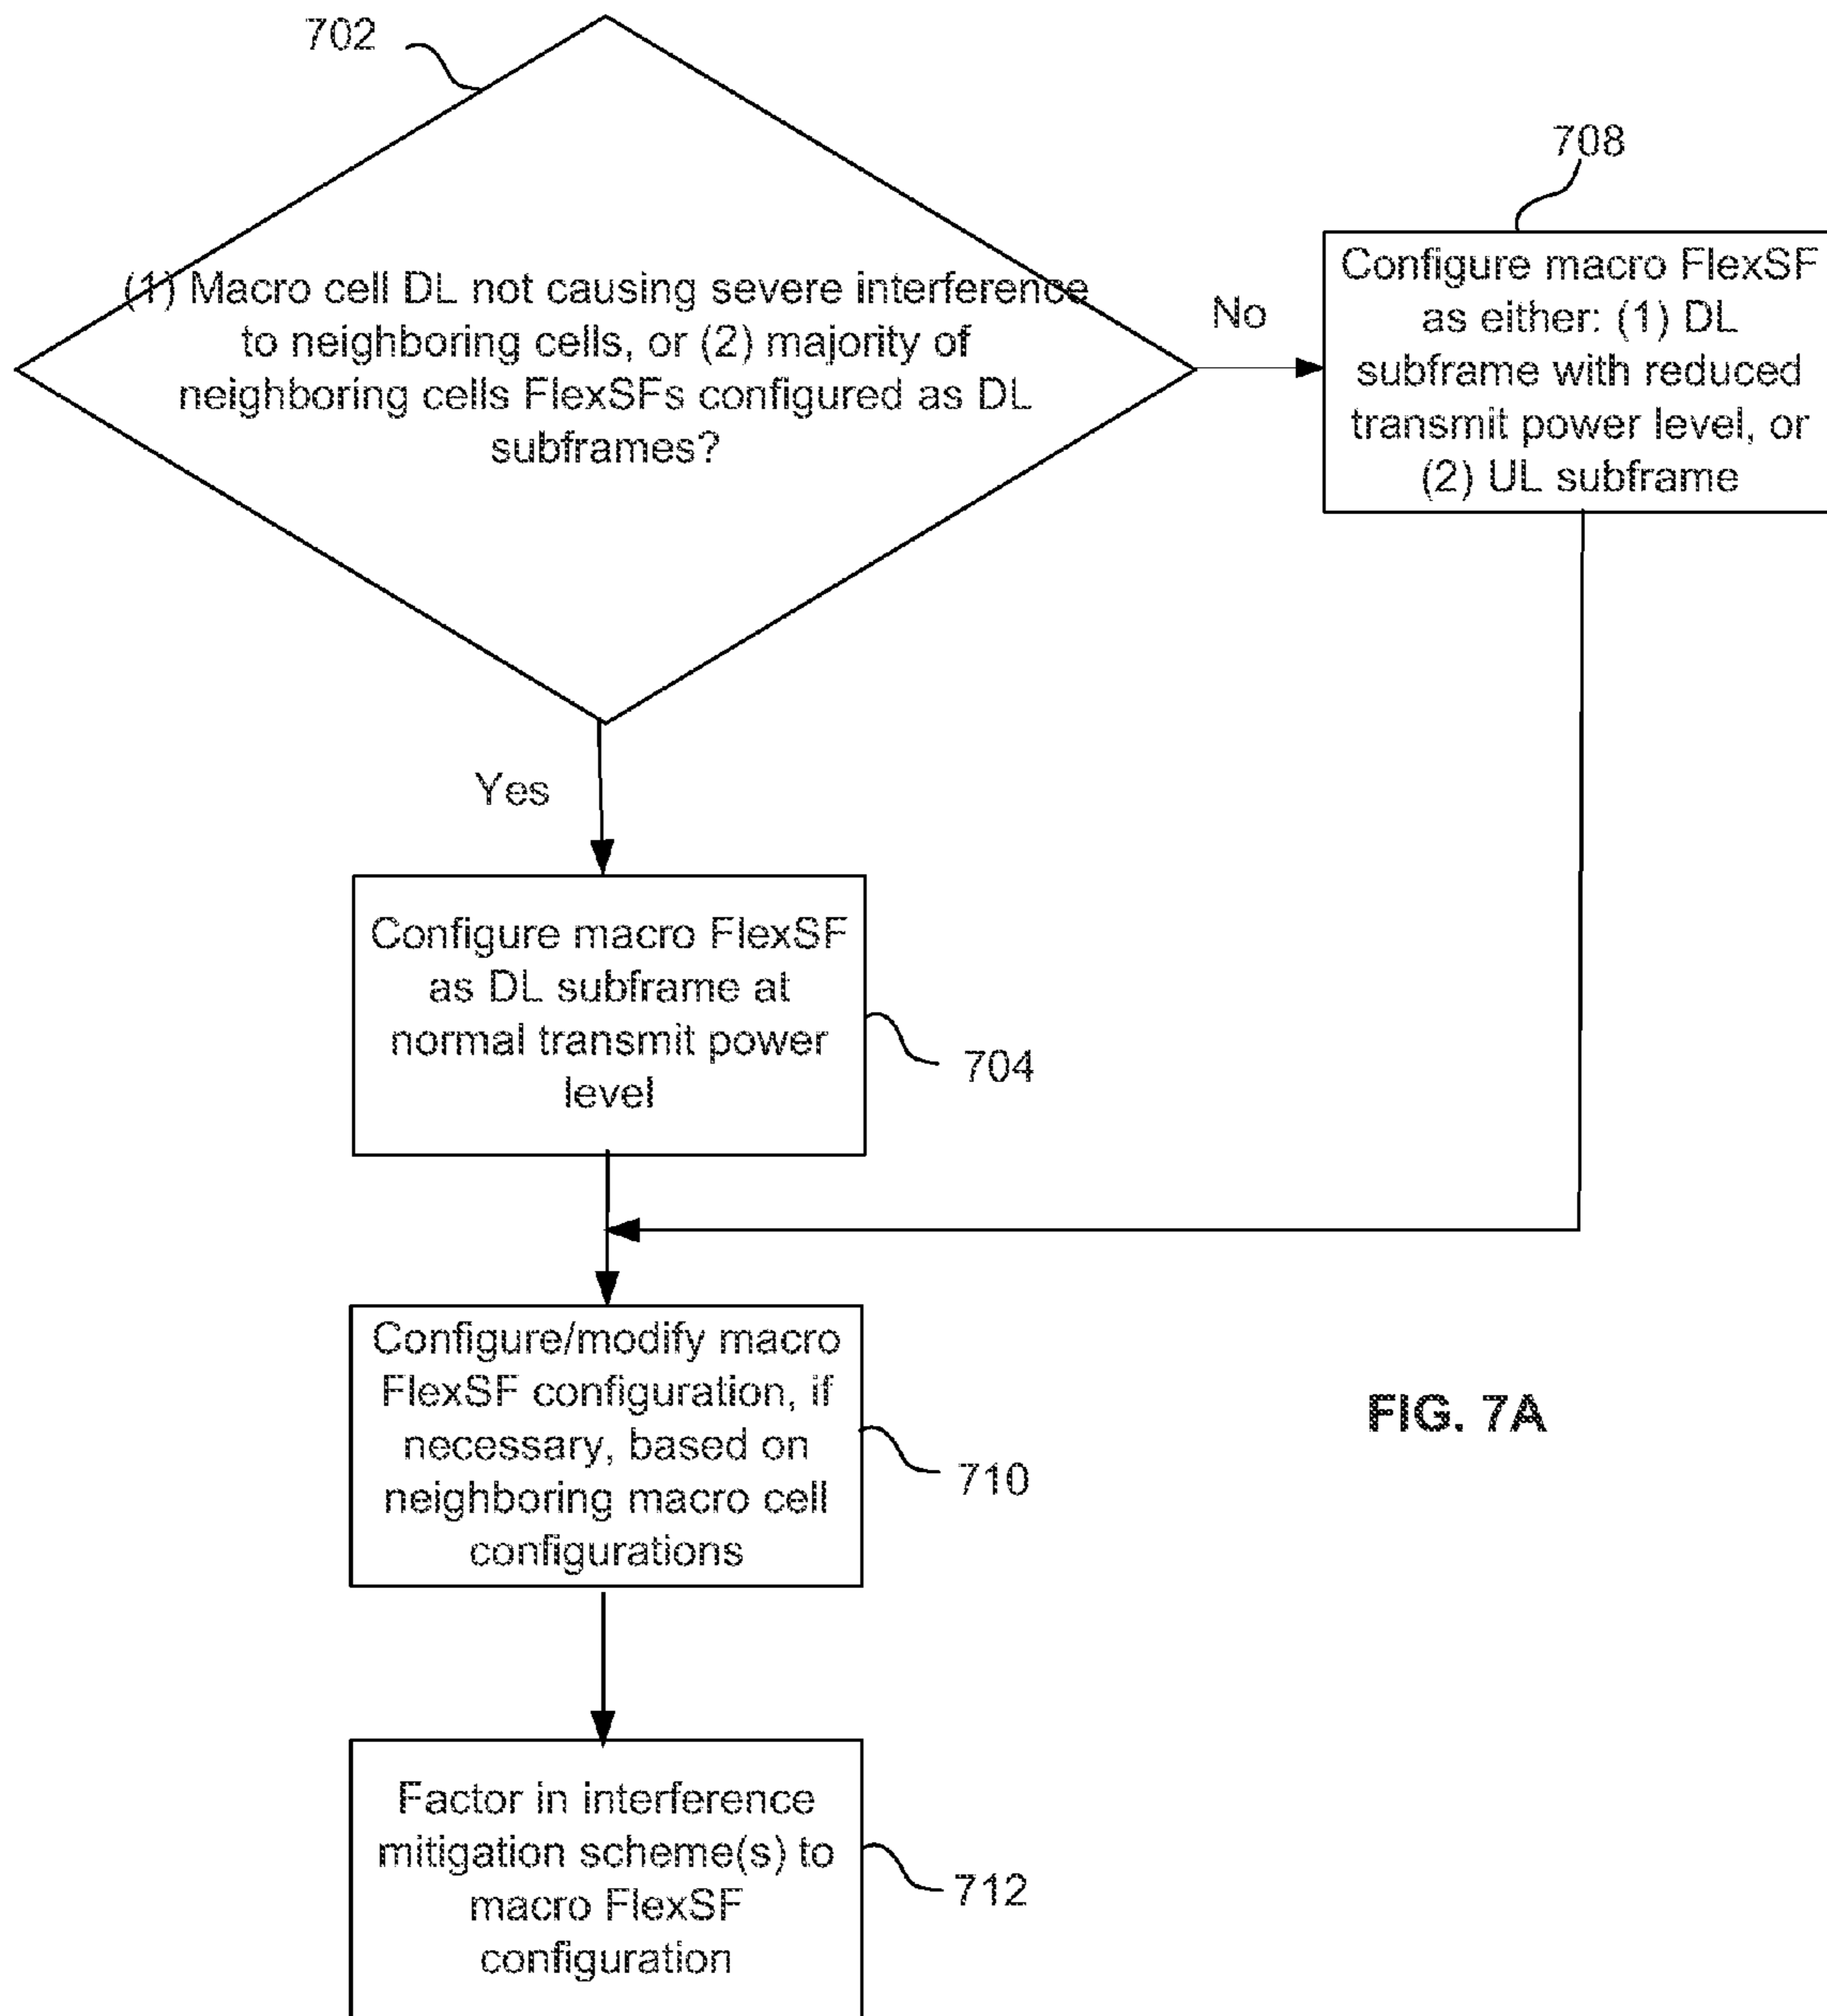 702
(1) Macro cell DL not causing severe interference
to neighboring cells, or (2) majority of
neighboring cells FlexSFs configured as DL
subframes?
No
708
Configure macro FlexSF
as either: (1) DL
subframe with reduced
transmit power level, or
(2) UL subframe
Yes
Configure macro FlexSF
as DL subframe at
normal transmit power
level
704
Configure/modify macro
FlexSF configuration, if
necessary, based on
neighboring macro cell
configurations
710
FIG. 7A
Factor in interference
mitigation scheme(s) to
macro FlexSF
configuration
712